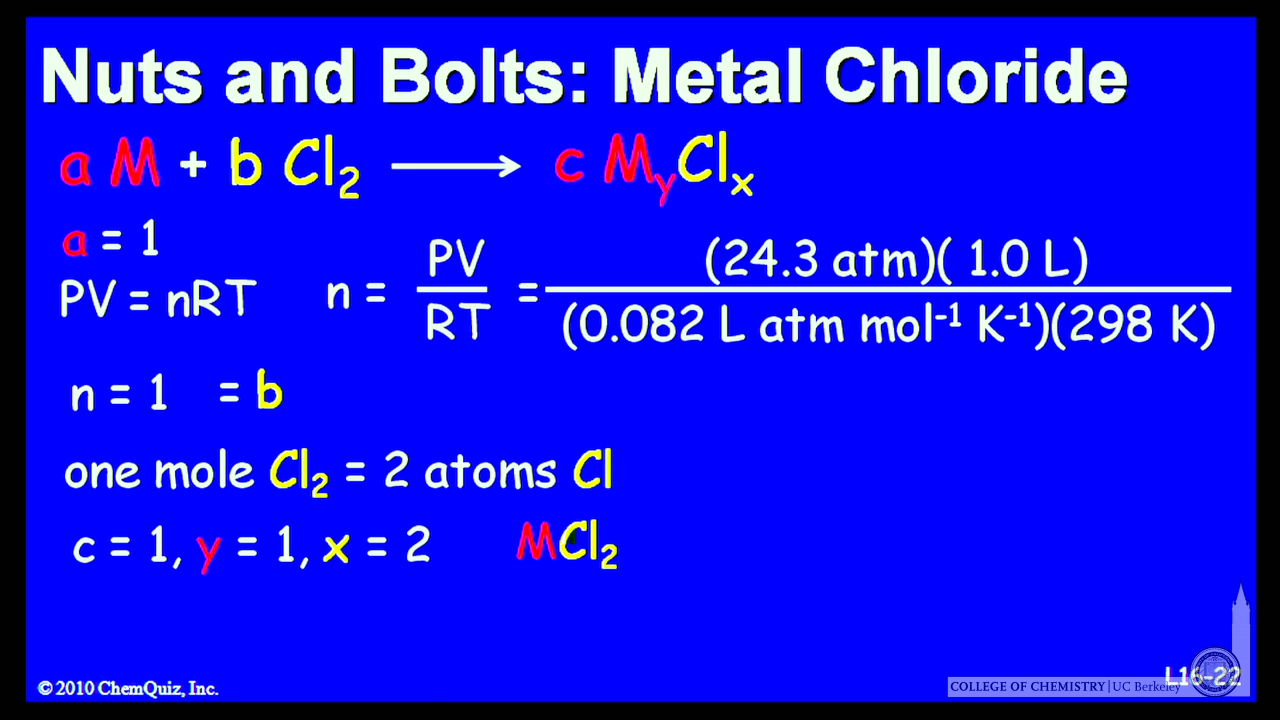 Nuts and Bolts: Metal Chloride
a M + b Cl₂ ⟶ c MᵧClₓ
a = 1
PV = nRT n = PV/RT = (24.3 atm)( 1.0 L) / (0.082 L atm mol⁻¹ K⁻¹)(298 K)
n = 1 = b
one mole Cl₂ = 2 atoms Cl
c = 1, y = 1, x = 2 MCl₂
© 2010 ChemQuiz, Inc.
L16-22
COLLEGE OF CHEMISTRY | UC Berkeley